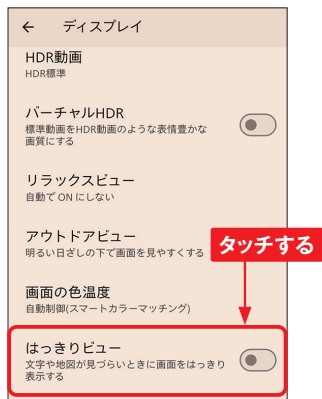 ← ディスプレイ
HDR動画
HDR標準
バーチャルHDR
標準動画をHDR動画のような表情豊かな
画質にする
リラックスビュー
自動で ON にしない
アウトドアビュー
明るい日ざしの下で画面を見やすくする
タッチする
画面の色温度
自動制御(スマートカラーマッチング)
はっきりビュー
文字や地図が見づらいときに画面をはっきり
表示する